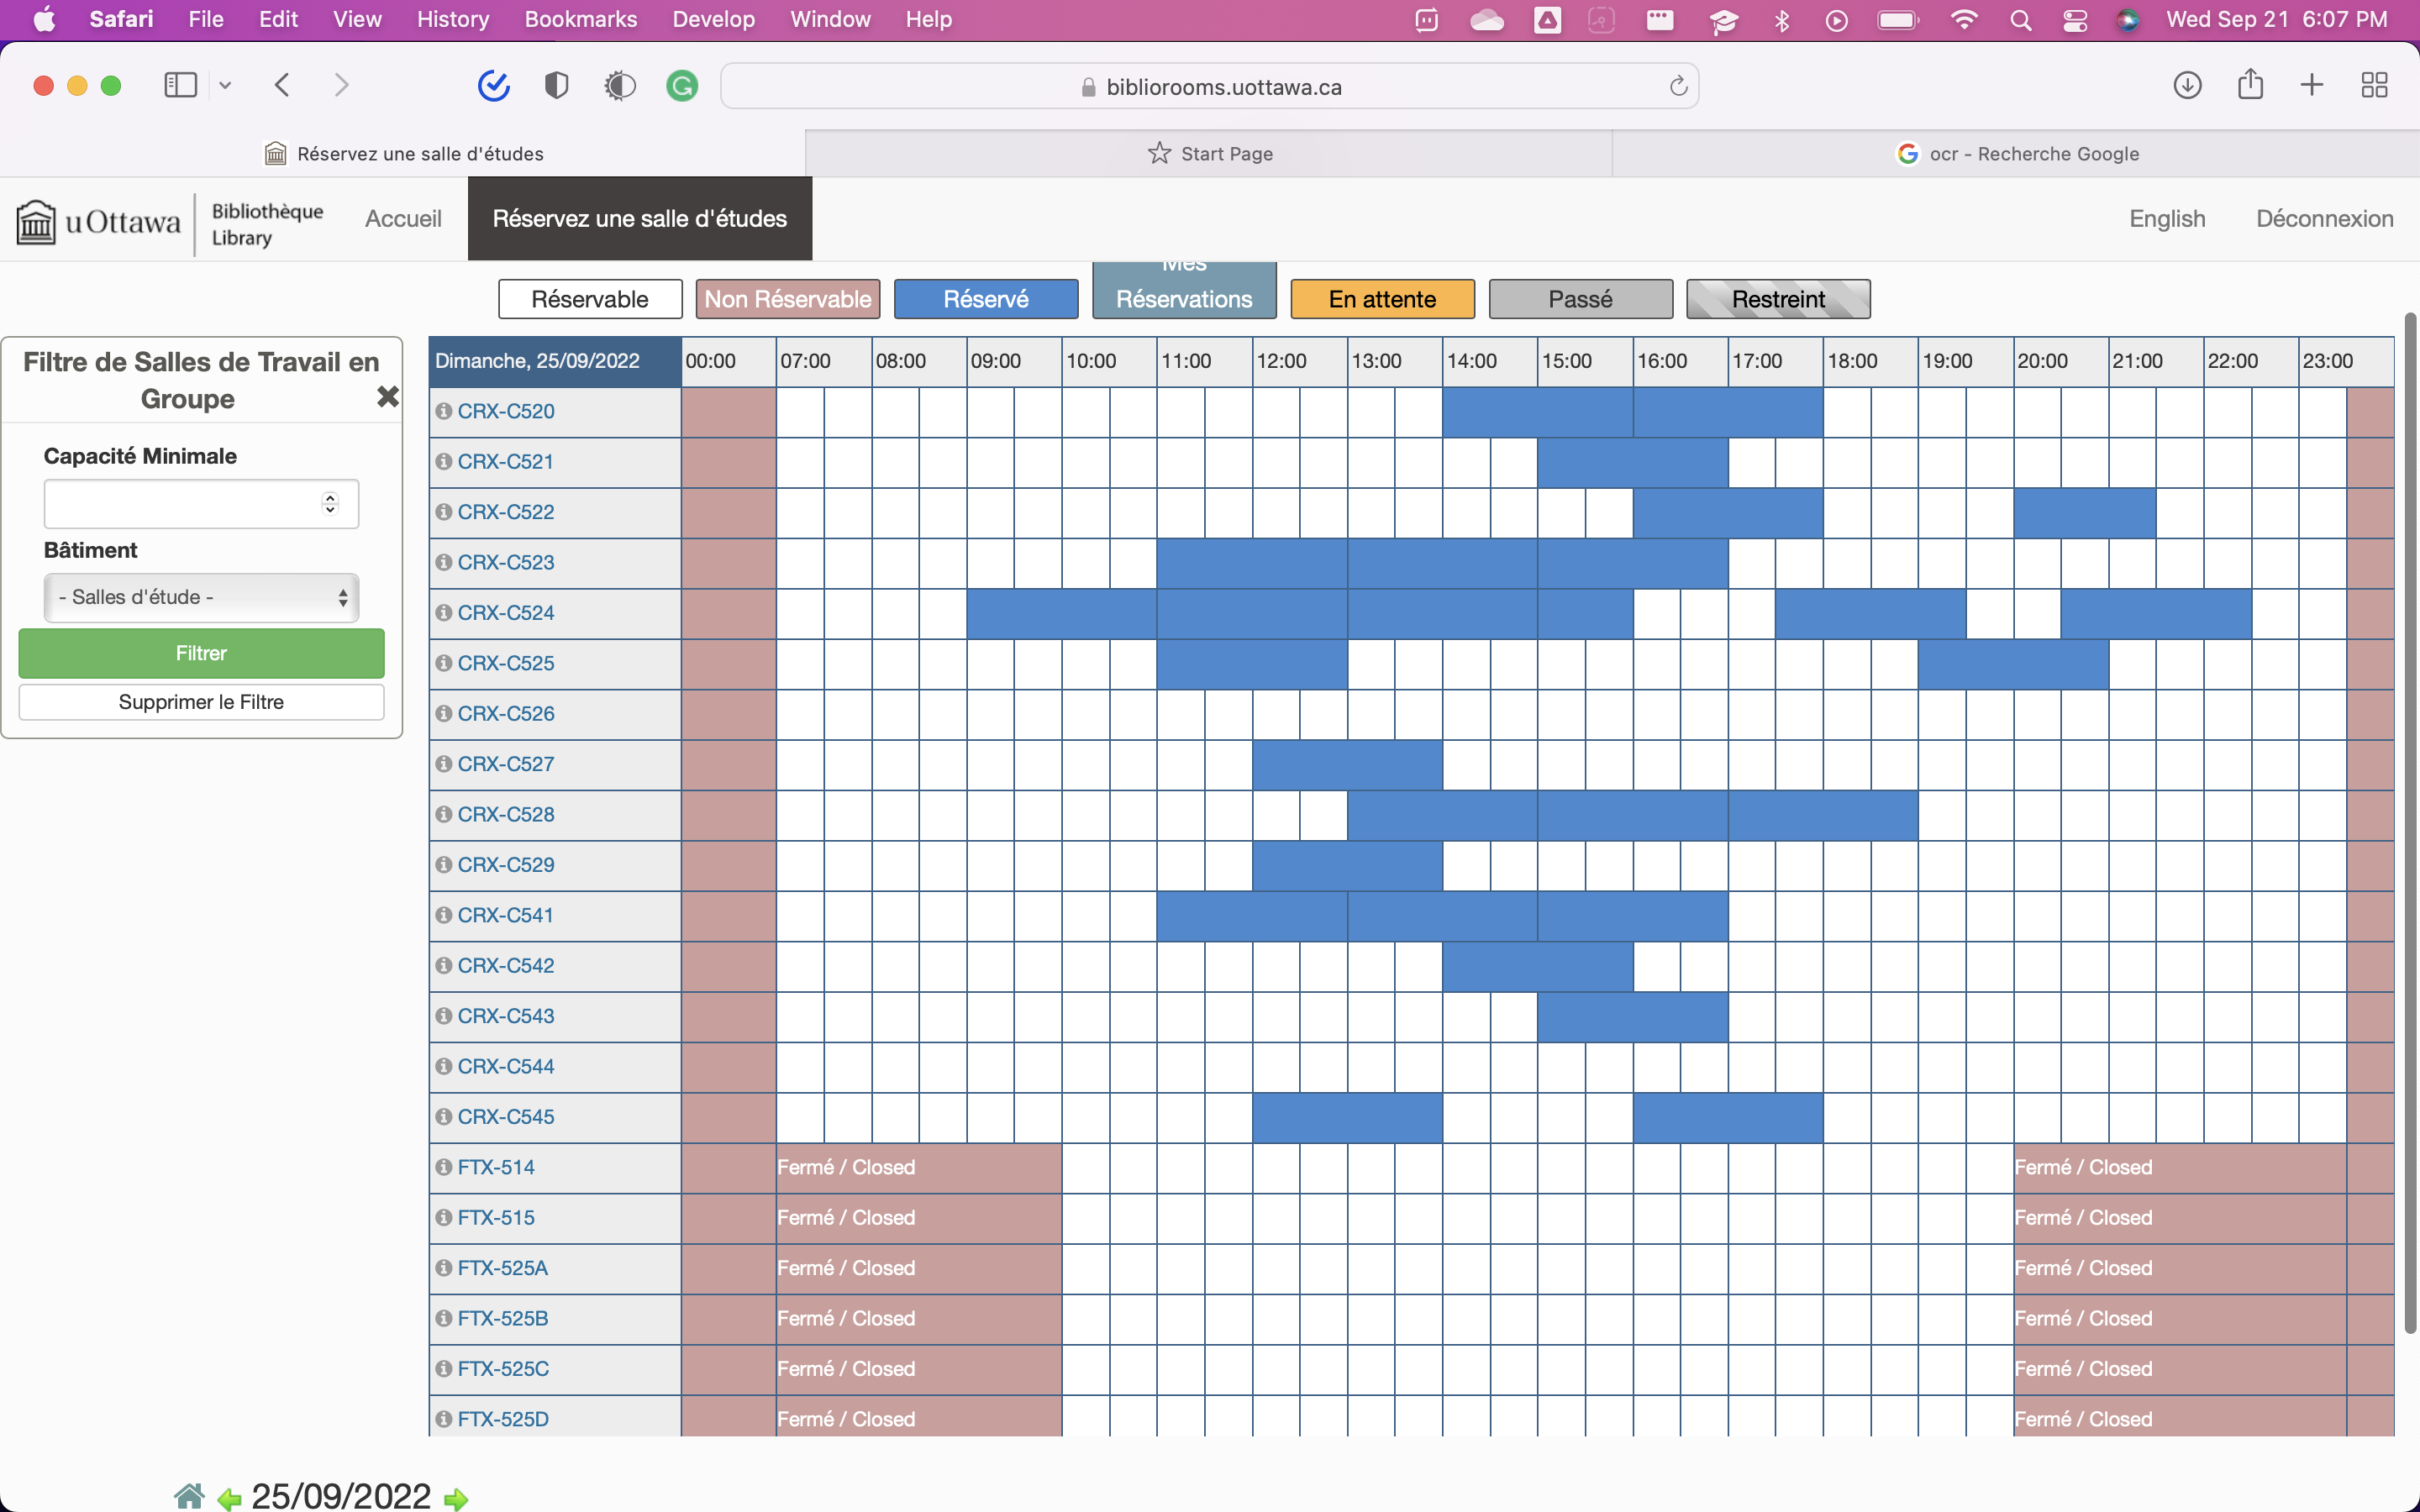 Safari File Edit View History Bookmarks Develop Window Help Wed Sep 21 6:07 PM
bibliorooms.uottawa.ca
Réservez une salle d'études
Start Page
ocr - Recherche Google
uOttawa
Bibliothèque
Library
Accueil
Réservez une salle d'études
English
Déconnexion
Réservable
Non Réservable
Réservé
Mes
Réservations
En attente
Passé
Restreint
Filtre de Salles de Travail en
Groupe
Capacité Minimale
Bâtiment
- Salles d'étude -
Filtrer
Supprimer le Filtre
Dimanche, 25/09/2022 00:00 07:00 08:00 09:00 10:00 11:00 12:00 13:00 14:00 15:00 16:00 17:00 18:00 19:00 20:00 21:00 22:00 23:00
CRX-C520
CRX-C521
CRX-C522
CRX-C523
CRX-C524
CRX-C525
CRX-C526
CRX-C527
CRX-C528
CRX-C529
CRX-C541
CRX-C542
CRX-C543
CRX-C544
CRX-C545
FTX-514 Fermé / Closed Fermé / Closed
FTX-515 Fermé / Closed Fermé / Closed
FTX-525A Fermé / Closed Fermé / Closed
FTX-525B Fermé / Closed Fermé / Closed
FTX-525C Fermé / Closed Fermé / Closed
FTX-525D Fermé / Closed Fermé / Closed
25/09/2022